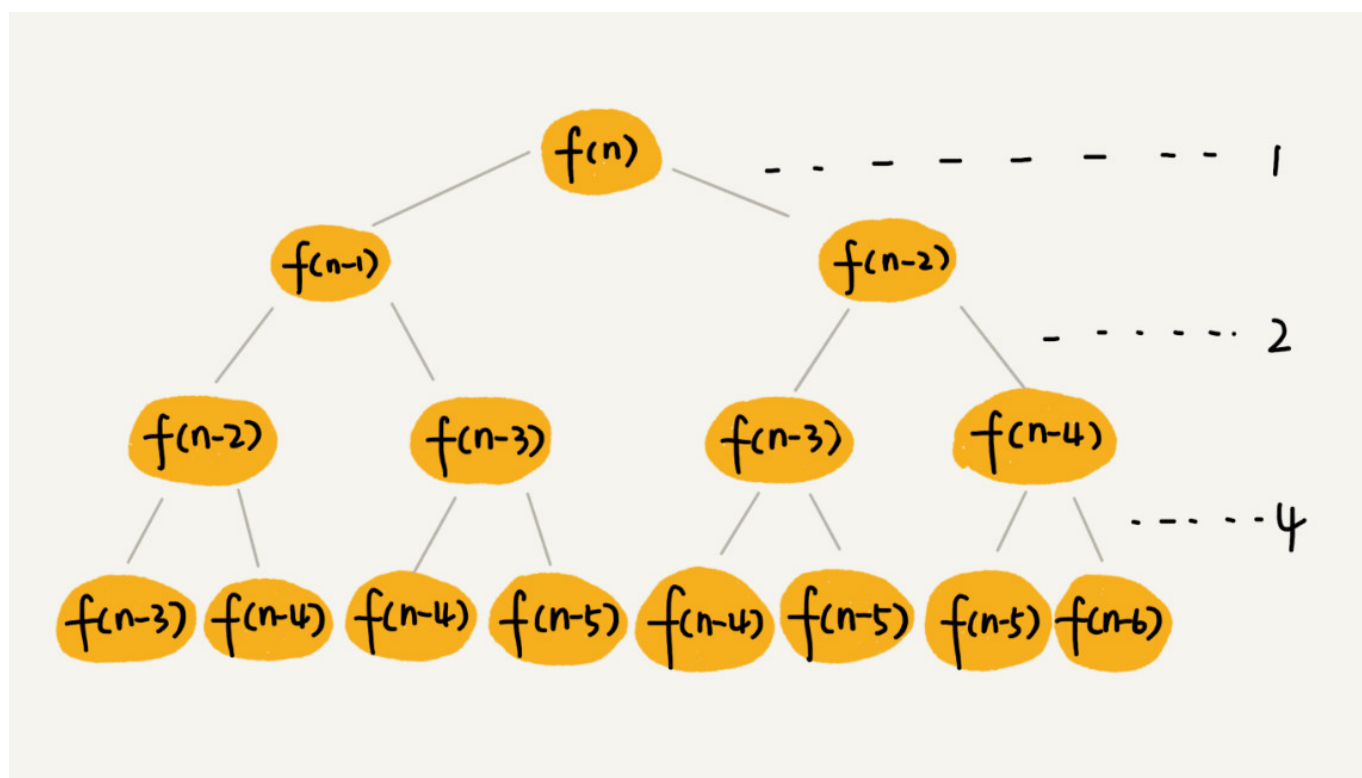 f(n) 1
f(n-1) f(n-2)
2
f(n-2) f(n-3) f(n-3) f(n-4)
4
f(n-3) f(n-4) f(n-4) f(n-5) f(n-4) f(n-5) f(n-5) f(n-6)